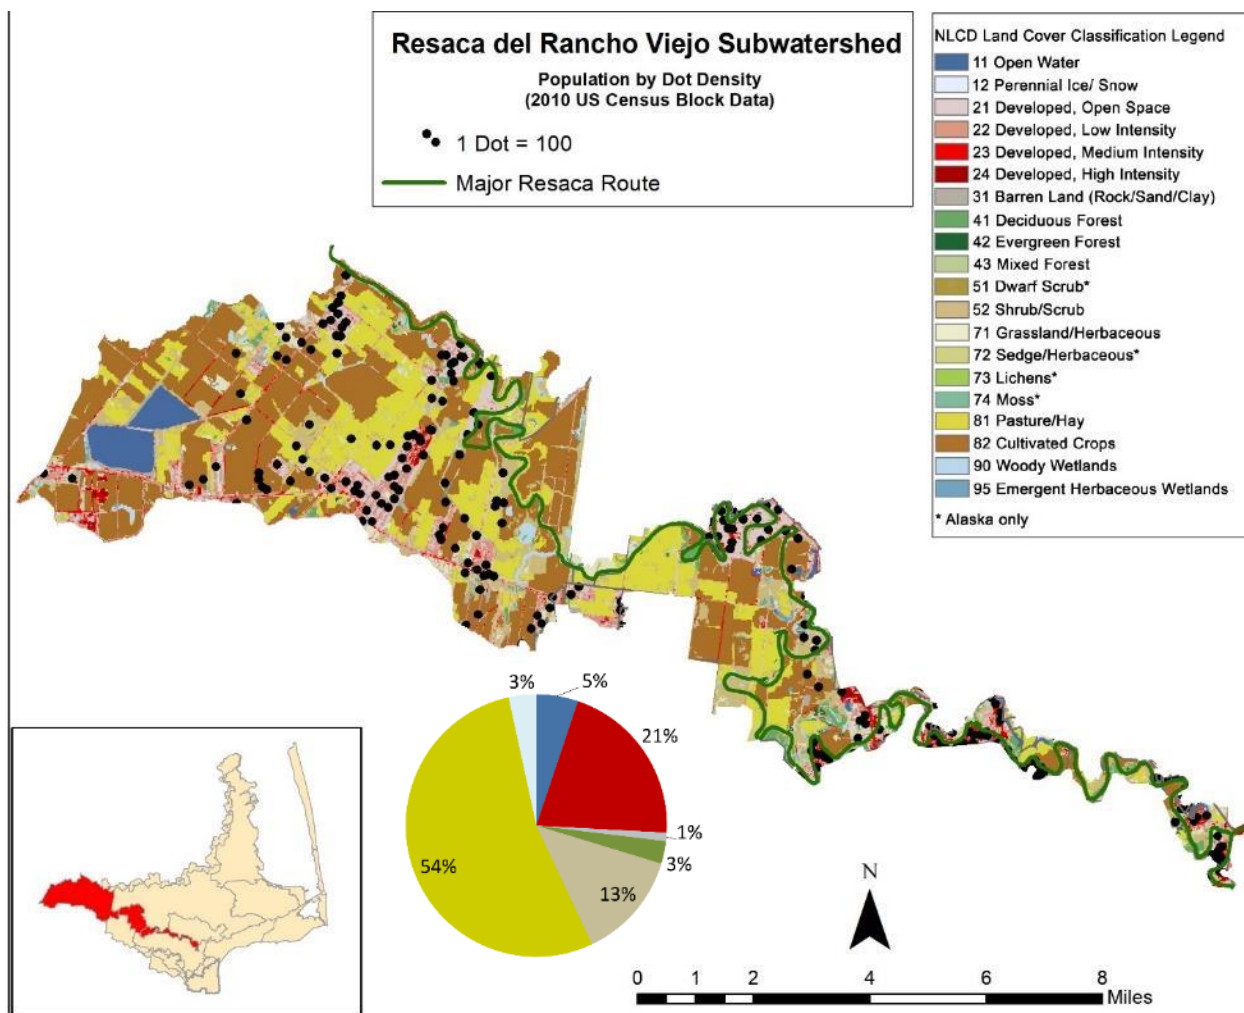 Resaca del Rancho Viejo Subwatershed
Population by Dot Density
(2010 US Census Block Data)
1 Dot = 100
Major Resaca Route
NLCD Land Cover Classification Legend
11 Open Water
12 Perennial Ice/ Snow
21 Developed, Open Space
22 Developed, Low Intensity
23 Developed, Medium Intensity
24 Developed, High Intensity
31 Barren Land (Rock/Sand/Clay)
41 Deciduous Forest
42 Evergreen Forest
43 Mixed Forest
51 Dwarf Scrub*
52 Shrub/Scrub
71 Grassland/Herbaceous
72 Sedge/Herbaceous*
73 Lichens*
74 Moss*
81 Pasture/Hay
82 Cultivated Crops
90 Woody Wetlands
95 Emergent Herbaceous Wetlands
* Alaska only
3%
5%
21%
1%
3%
13%
54%
N
0 1 2 4 6 8
Miles